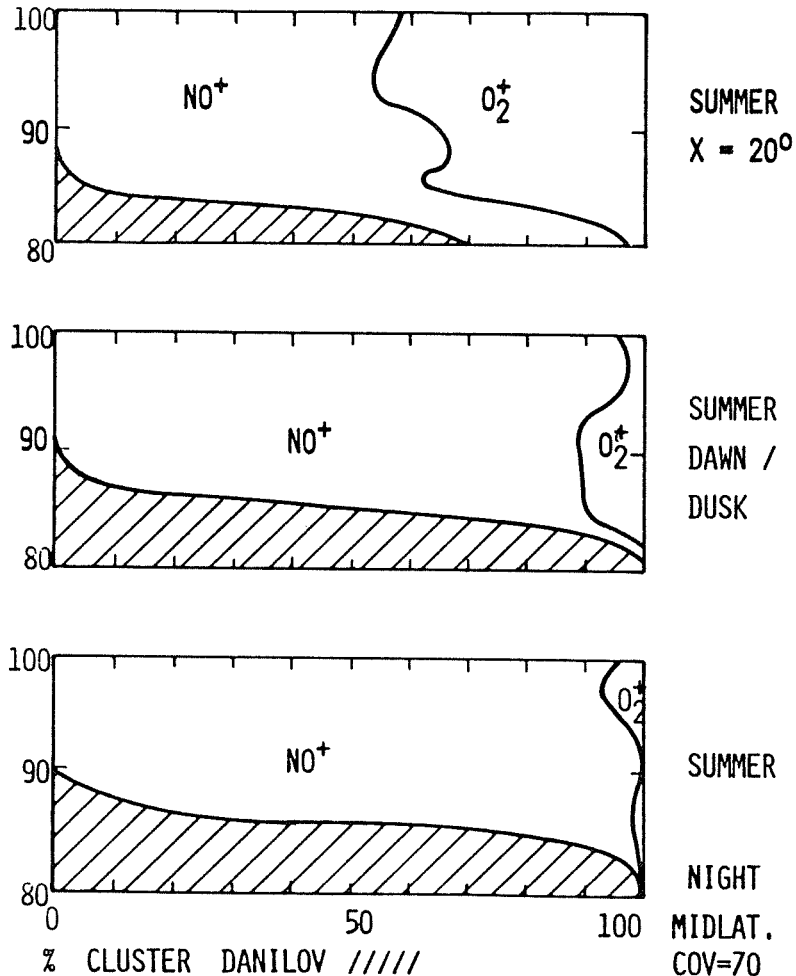 100
NO⁺
O₂⁺
90
80
SUMMER
X = 20⁰
100
NO⁺
O₂⁺
90
80
SUMMER
DAWN /
DUSK
100
NO⁺
O₂⁺
90
80
SUMMER
NIGHT
0
50
100
MIDLAT.
COV=70
% CLUSTER DANILOV /////